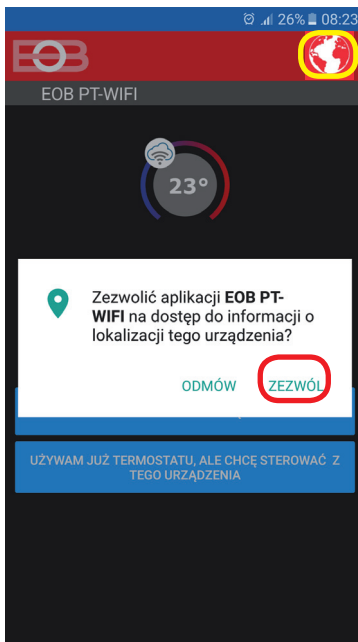 26% 08:23
EOB
EOB PT-WIFI
23°
Zezwolić aplikacji EOB PT-
WIFI na dostęp do informacji o
lokalizacji tego urządzenia?
ODMÓW ZEZWÓL
UŻYWAM JUŻ TERMOSTATU, ALE CHCĘ STEROWAĆ Z
TEGO URZĄDZENIA